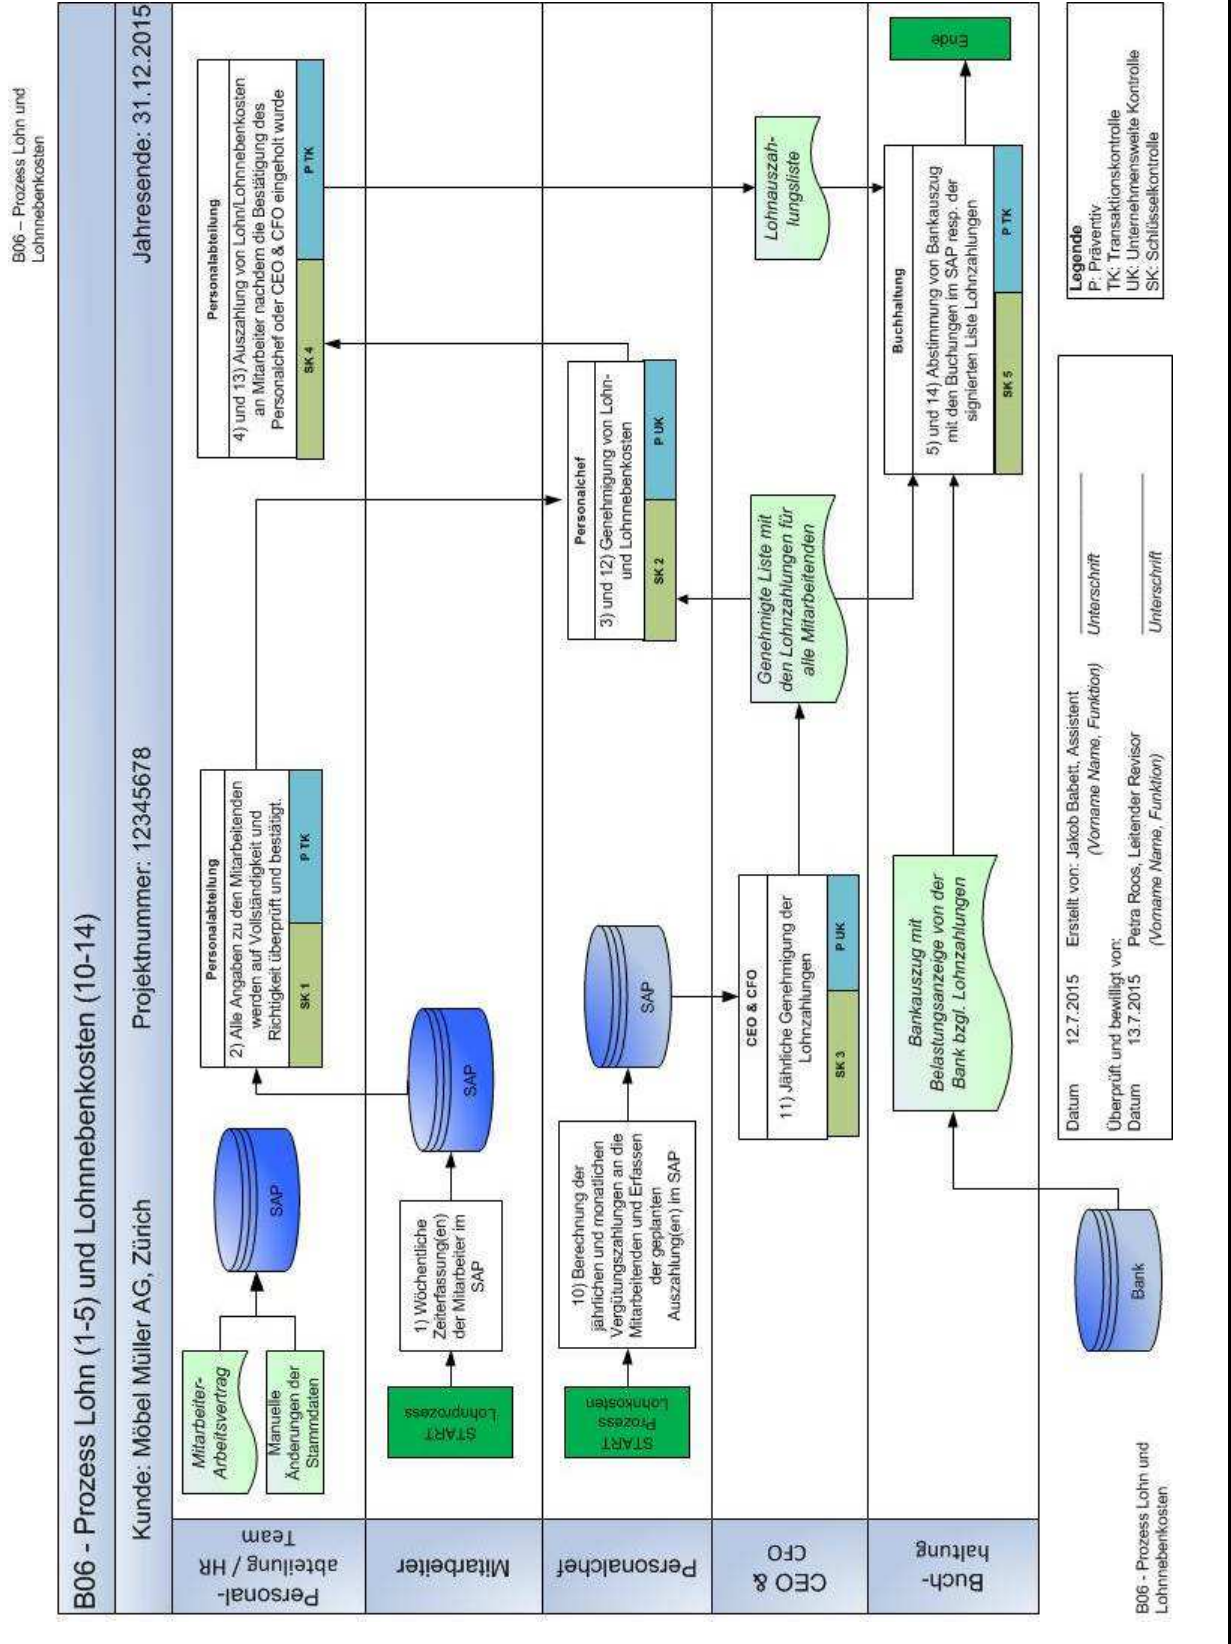 B06 – Prozess Lohn und
Lohnnebenkosten
B06 - Prozess Lohn (1-5) und Lohnnebenkosten (10-14)
Kunde: Möbel Müller AG, Zürich
Projektnummer: 12345678
Jahresende: 31.12.2015
Personal-
abteilung / HR
Team
Mitarbeiter-
Arbeitsvertrag
Manuelle
Änderungen der
Stammdaten
SAP
Personalabteilung
2) Alle Angaben zu den Mitarbeitenden
werden auf Vollständigkeit und
Richtigkeit überprüft und bestätigt.
SK 1
P TK
Personalabteilung
4) und 13) Auszahlung von Lohn/Lohnnebenkosten
an Mitarbeiter nachdem die Bestätigung des
Personalchef oder CEO & CFO eingeholt wurde
SK 4
P TK
Mitarbeiter
START
Lohnprozess
1) Wöchentliche
Zeiterfassung(en)
der Mitarbeiter im
SAP
SAP
Personalchef
START
Prozess
Lohnkosten
10) Berechnung der
jährlichen und monatlichen
Vergütungszahlungen an die
Mitarbeitenden und Erfassen
der geplanten
Auszahlung(en) im SAP
SAP
Personalchef
3) und 12) Genehmigung von Lohn-
und Lohnnebenkosten
SK 2
P UK
CEO &
CFO
CEO & CFO
11) Jährliche Genehmigung der
Lohnzahlungen
SK 3
P UK
Genehmigte Liste mit
den Lohnzahlungen für
alle Mitarbeitenden
Lohnauszah-
lungsliste
Buch-
haltung
Bankauszug mit
Belastungsanzeige von der
Bank bzgl. Lohnzahlungen
Buchhaltung
5) und 14) Abstimmung von Bankauszug
mit den Buchungen im SAP resp. der
signierten Liste Lohnzahlungen
SK 5
P TK
Ende
Bank
Datum 12.7.2015 Erstellt von: Jakob Babett, Assistent
(Vorname Name, Funktion) Unterschrift
Überprüft und bewilligt von:
Datum 13.7.2015 Petra Roos, Leitender Revisor
(Vorname Name, Funktion) Unterschrift
Legende
P: Präventiv
TK: Transaktionskontrolle
UK: Unternehmensweite Kontrolle
SK: Schlüsselkontrolle
B06 - Prozess Lohn und
Lohnnebenkosten